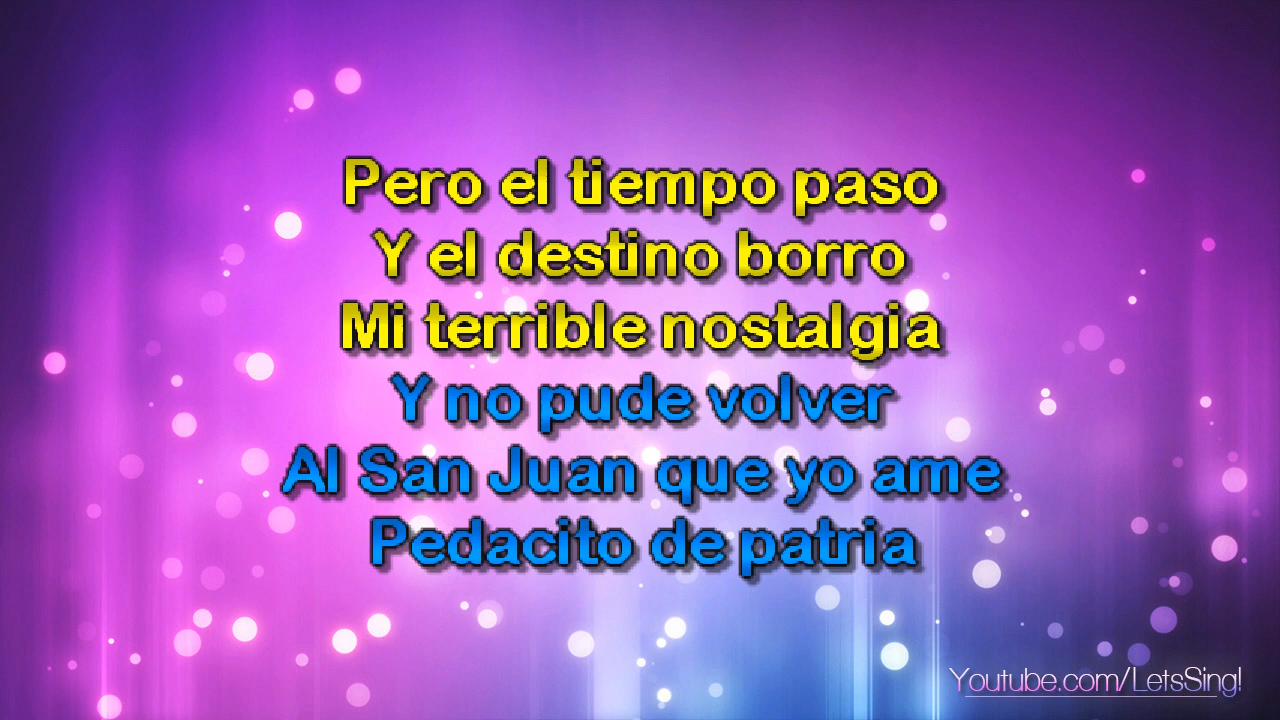 Pero el tiempo paso
Y el destino borro
Mi terrible nostalgia
Y no pude volver
Al San Juan que yo ame
Pedacito de patria
Youtube.com/LetsSing!